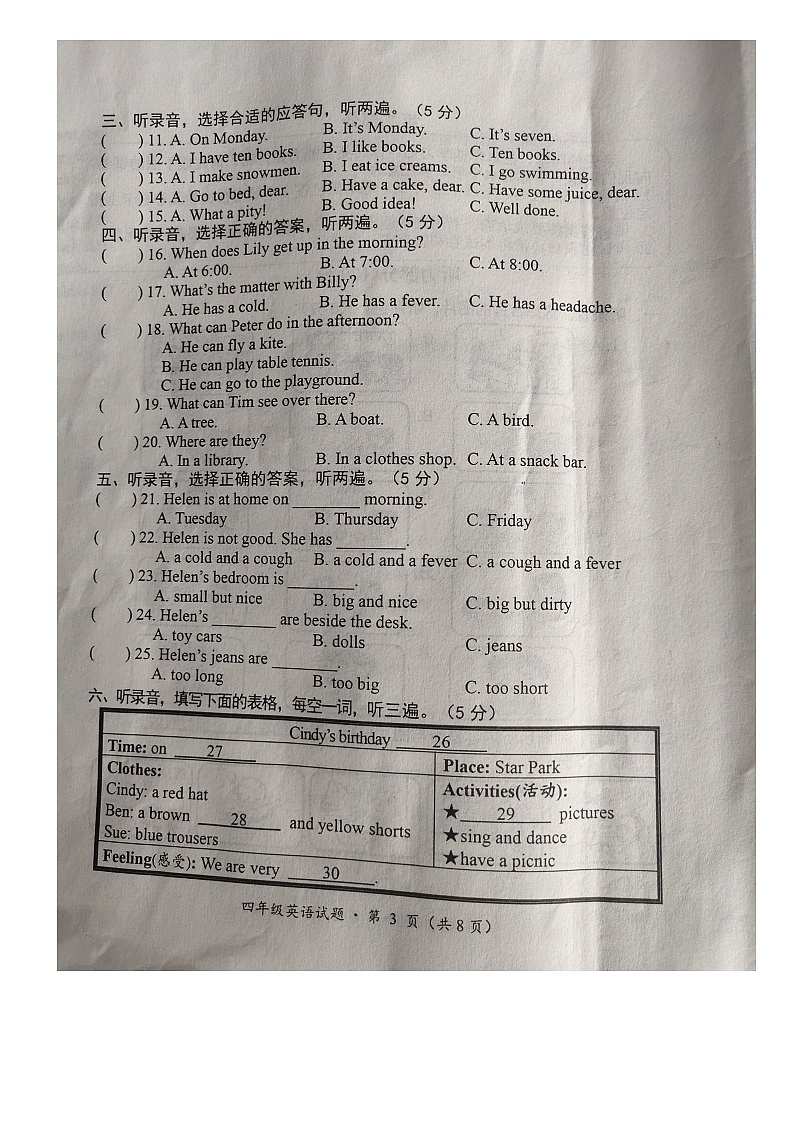 三、听录音，选择合适的应答句，听两遍。（5 分）
(    ) 11. A. On Monday. B. It's Monday. C. It's seven.
(    ) 12. A. I have ten books. B. I like books. C. Ten books.
(    ) 13. A. I make snowmen. B. I eat ice creams. C. I go swimming.
(    ) 14. A. Go to bed, dear. B. Have a cake, dear. C. Have some juice, dear.
(    ) 15. A. What a pity! B. Good idea! C. Well done.
四、听录音，选择正确的答案，听两遍。（5 分）
(    ) 16. When does Lily get up in the morning?
A. At 6:00. B. At 7:00. C. At 8:00.
(    ) 17. What's the matter with Billy?
A. He has a cold. B. He has a fever. C. He has a headache.
(    ) 18. What can Peter do in the afternoon?
A. He can fly a kite.
B. He can play table tennis.
C. He can go to the playground.
(    ) 19. What can Tim see over there?
A. A tree. B. A boat. C. A bird.
(    ) 20. Where are they?
A. In a library. B. In a clothes shop. C. At a snack bar.
五、听录音，选择正确的答案，听两遍。（5 分）
(    ) 21. Helen is at home on ________ morning.
A. Tuesday B. Thursday C. Friday
(    ) 22. Helen is not good. She has ________.
A. a cold and a cough B. a cold and a fever C. a cough and a fever
(    ) 23. Helen's bedroom is ________.
A. small but nice B. big and nice C. big but dirty
(    ) 24. Helen's ________ are beside the desk.
A. toy cars B. dolls C. jeans
(    ) 25. Helen's jeans are ________.
A. too long B. too big C. too short
六、听录音，填写下面的表格，每空一词，听三遍。（5 分）
Cindy's birthday 26
Time: on 27
Place: Star Park
Clothes:
Cindy: a red hat
Ben: a brown 28 and yellow shorts
Sue: blue trousers
Activities(活动):
★ 29 pictures
★sing and dance
★have a picnic
Feeling(感受): We are very 30 .
四年级英语试题·第 3 页（共 8 页）